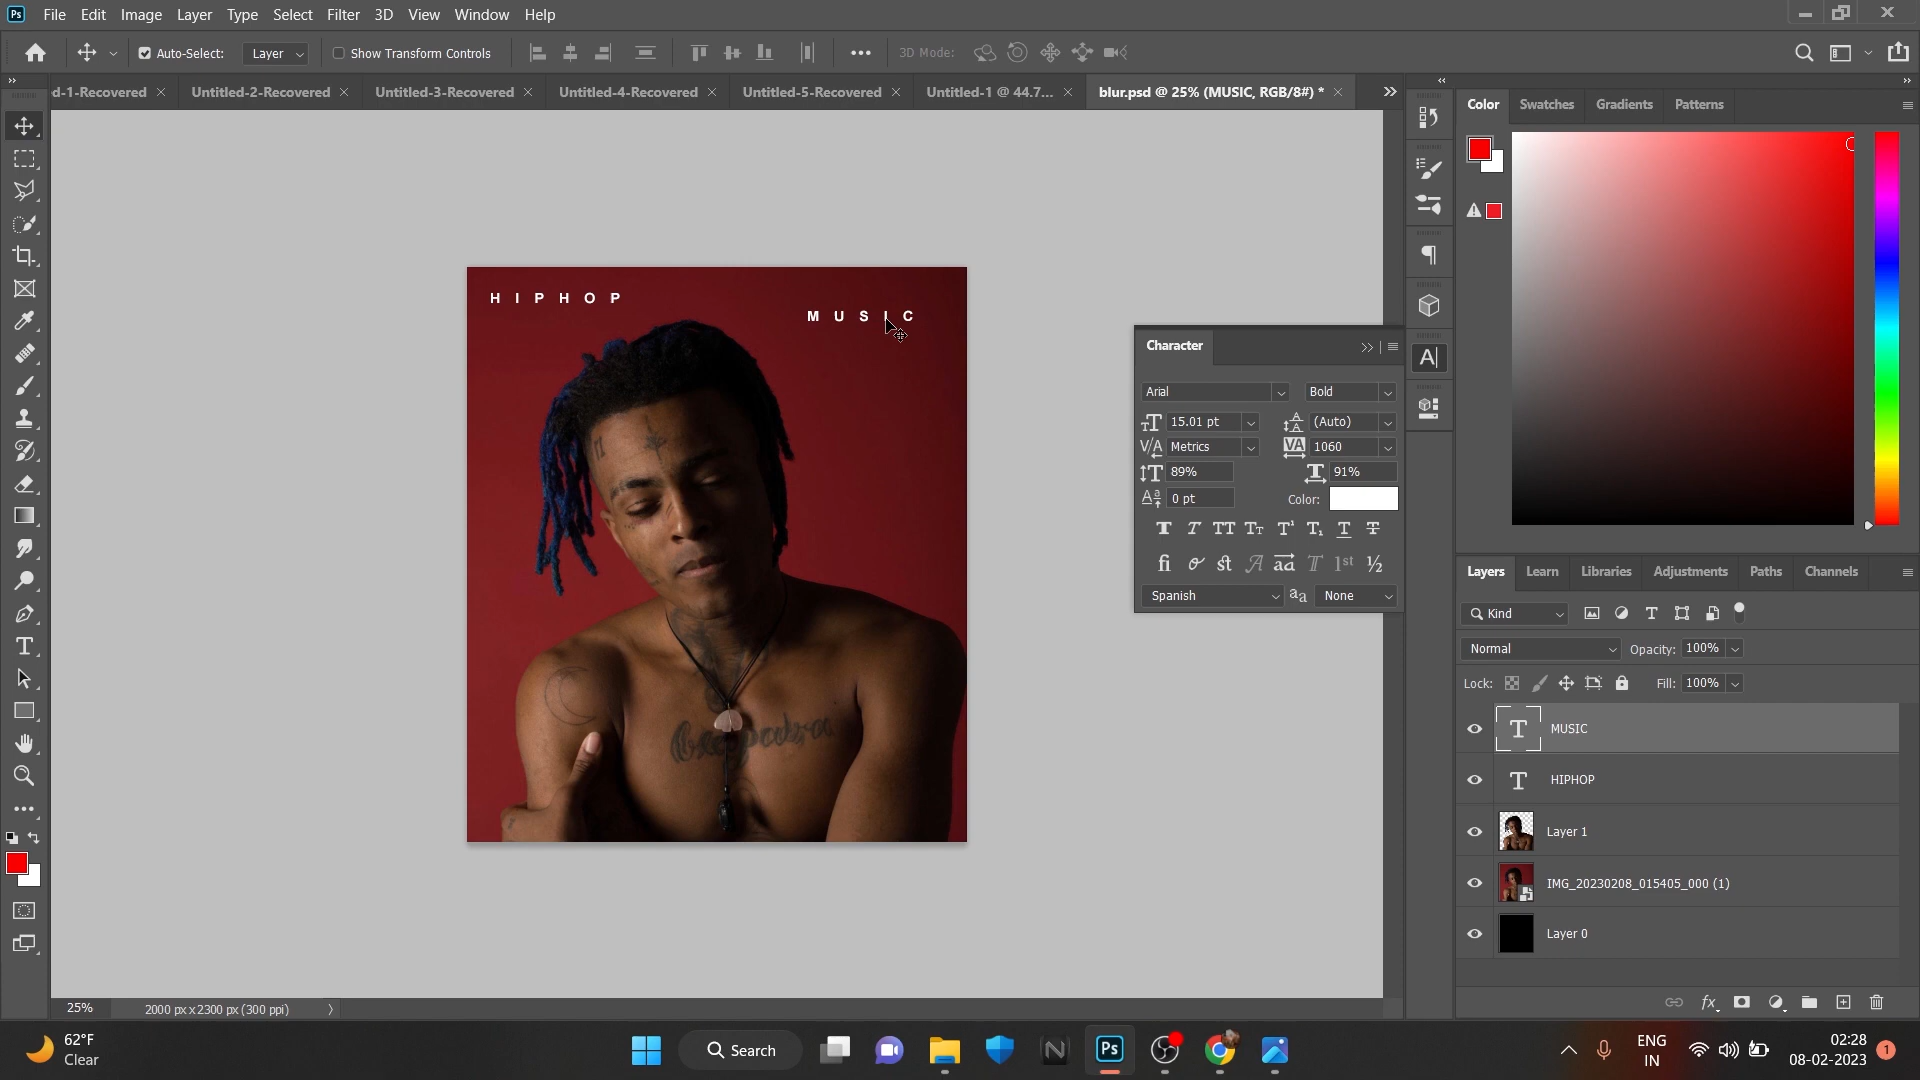 Ps File Edit Image Layer Type Select Filter 3D View Window Help
Auto-Select: Layer Show Transform Controls 3D Mode:
d-1-Recovered Untitled-2-Recovered Untitled-3-Recovered Untitled-4-Recovered Untitled-5-Recovered Untitled-1 @ 44.7... blur.psd @ 25% (MUSIC, RGB/8#) *
Color Swatches Gradients Patterns
HIPHOP
MUSIC
Character
Arial Bold
15.01 pt (Auto)
Metrics 1060
89% 91%
0 pt Color:
Spanish None
Layers Learn Libraries Adjustments Paths Channels
Kind
Normal Opacity: 100%
Lock: Fill: 100%
MUSIC
HIPHOP
Layer 1
IMG_20230208_015405_000 (1)
Layer 0
25% 2000 px x 2300 px (300 ppi)
62°F
Clear
Search
Ps
ENG
IN
02:28
08-02-2023
1